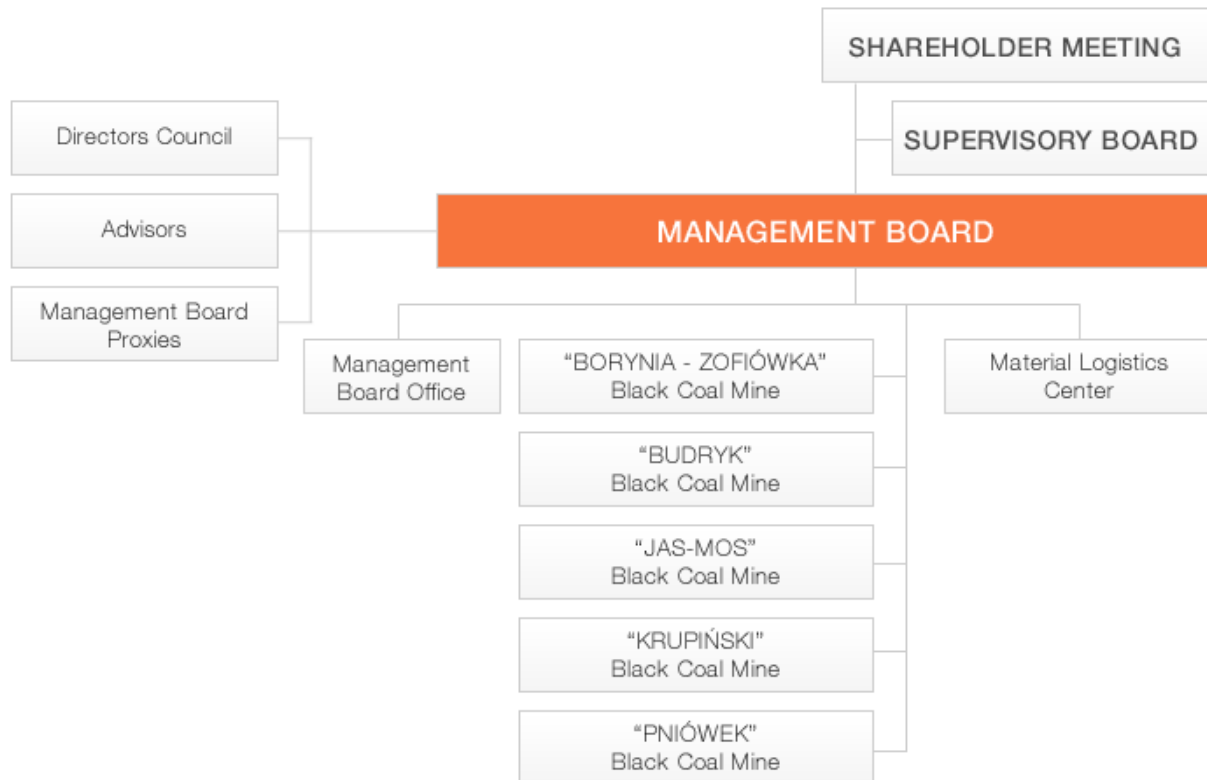 SHAREHOLDER MEETING
Directors Council
SUPERVISORY BOARD
Advisors
MANAGEMENT BOARD
Management Board
Proxies
Management
Board Office
“BORYNIA - ZOFIÓWKA”
Black Coal Mine
Material Logistics
Center
“BUDRYK”
Black Coal Mine
“JAS-MOS”
Black Coal Mine
“KRUPIŃSKI”
Black Coal Mine
“PNIÓWEK”
Black Coal Mine